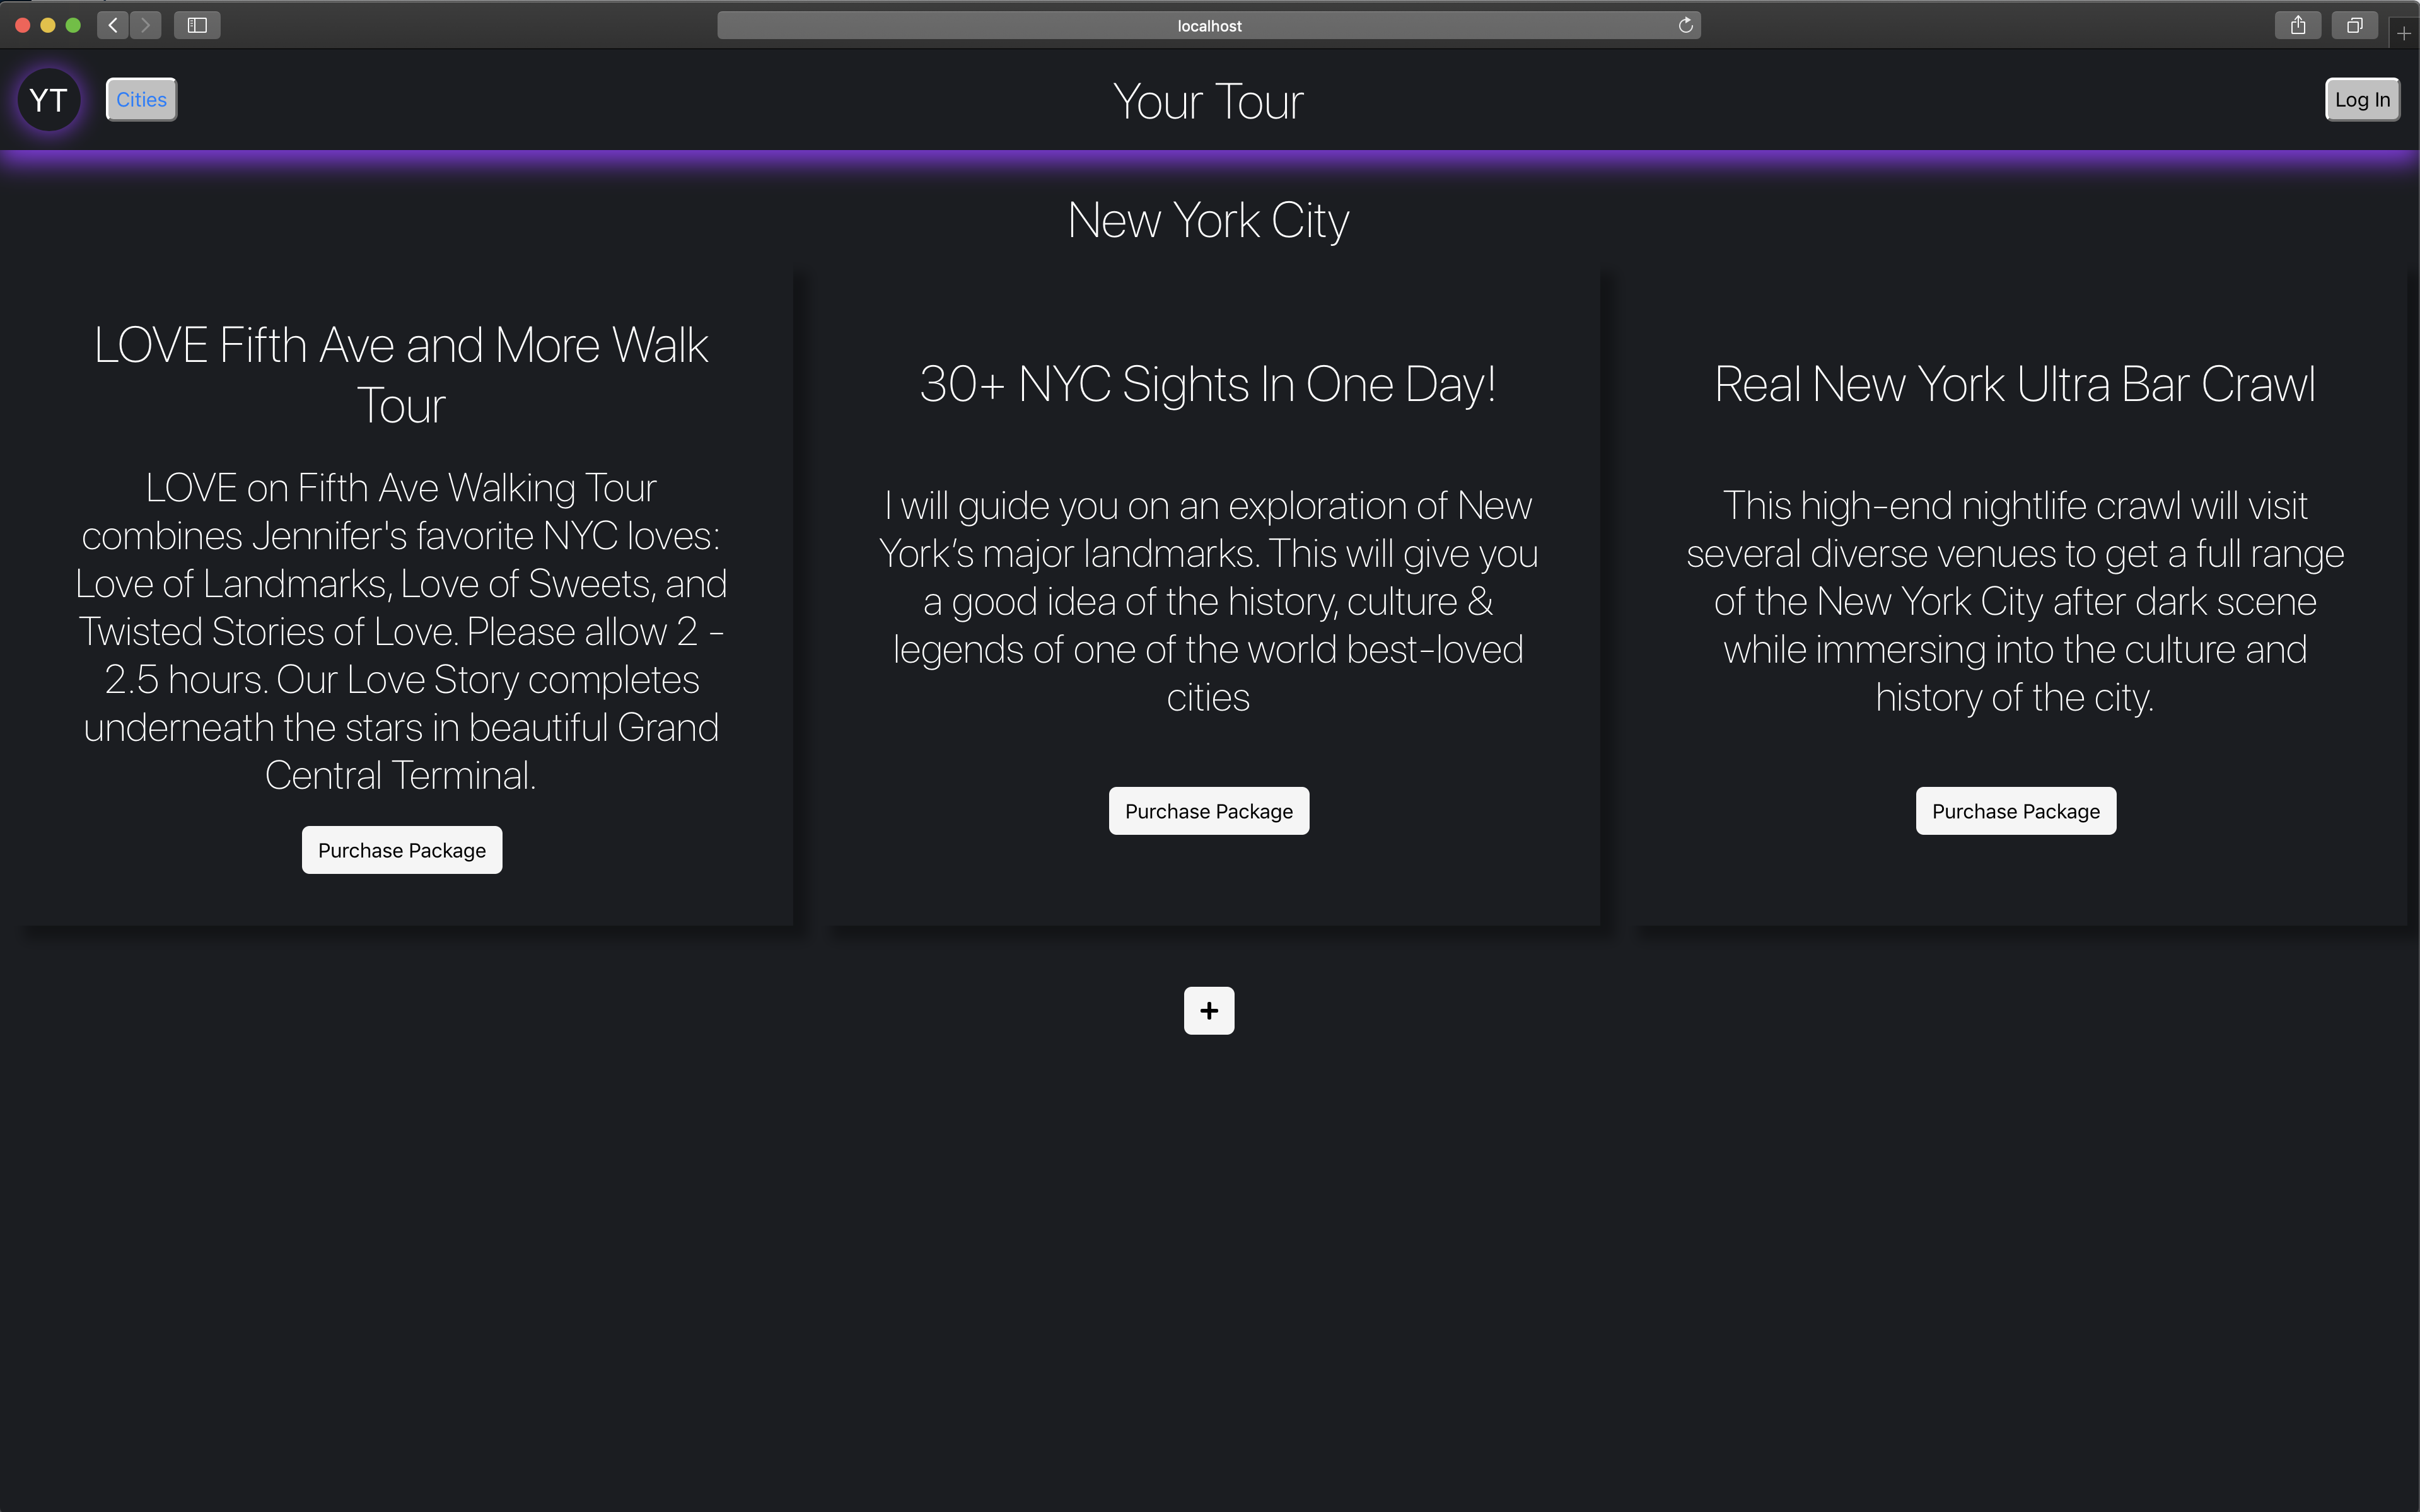 localhost
YT
Cities
Your Tour
Log In
New York City
LOVE Fifth Ave and More Walk
Tour
LOVE on Fifth Ave Walking Tour
combines Jennifer's favorite NYC loves:
Love of Landmarks, Love of Sweets, and
Twisted Stories of Love. Please allow 2 -
2.5 hours. Our Love Story completes
underneath the stars in beautiful Grand
Central Terminal.
Purchase Package
30+ NYC Sights In One Day!
I will guide you on an exploration of New
York’s major landmarks. This will give you
a good idea of the history, culture &
legends of one of the world best-loved
cities
Purchase Package
Real New York Ultra Bar Crawl
This high-end nightlife crawl will visit
several diverse venues to get a full range
of the New York City after dark scene
while immersing into the culture and
history of the city.
Purchase Package
+